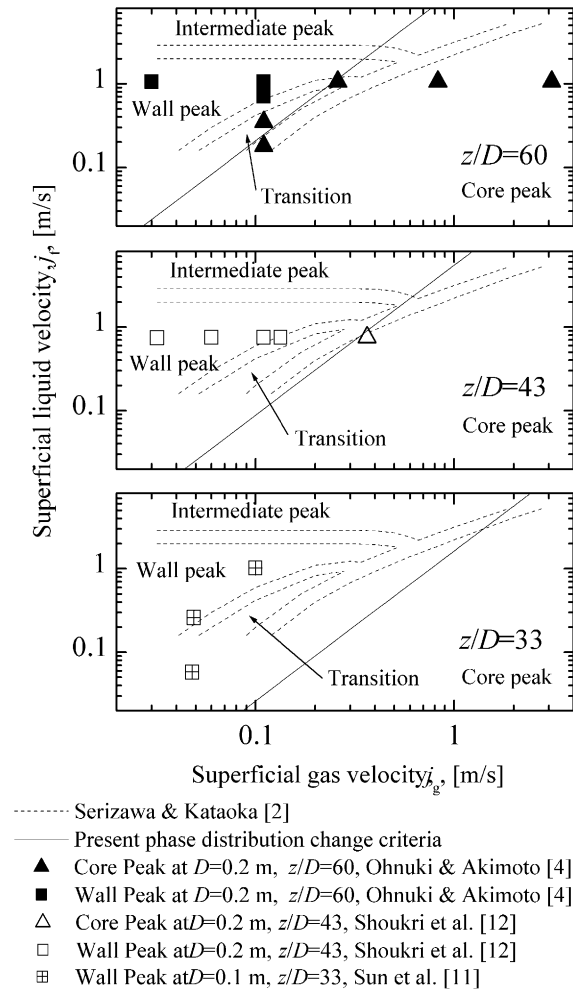 Superficial liquid velocity, j_f, [m/s]
Intermediate peak
1
Wall peak
z/D=60
0.1
Transition
Core peak
Intermediate peak
1
Wall peak
z/D=43
0.1
Transition
Core peak
Intermediate peak
1
Wall peak
z/D=33
0.1
Transition
Core peak
0.1 1
Superficial gas velocity j_g, [m/s]
Serizawa & Kataoka [2]
Present phase distribution change criteria
Core Peak at D=0.2 m, z/D=60, Ohnuki & Akimoto [4]
Wall Peak at D=0.2 m, z/D=60, Ohnuki & Akimoto [4]
Core Peak at D=0.2 m, z/D=43, Shoukri et al. [12]
Wall Peak at D=0.2 m, z/D=43, Shoukri et al. [12]
Wall Peak at D=0.1 m, z/D=33, Sun et al. [11]